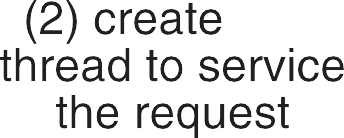 (2) create
thread to service
the request